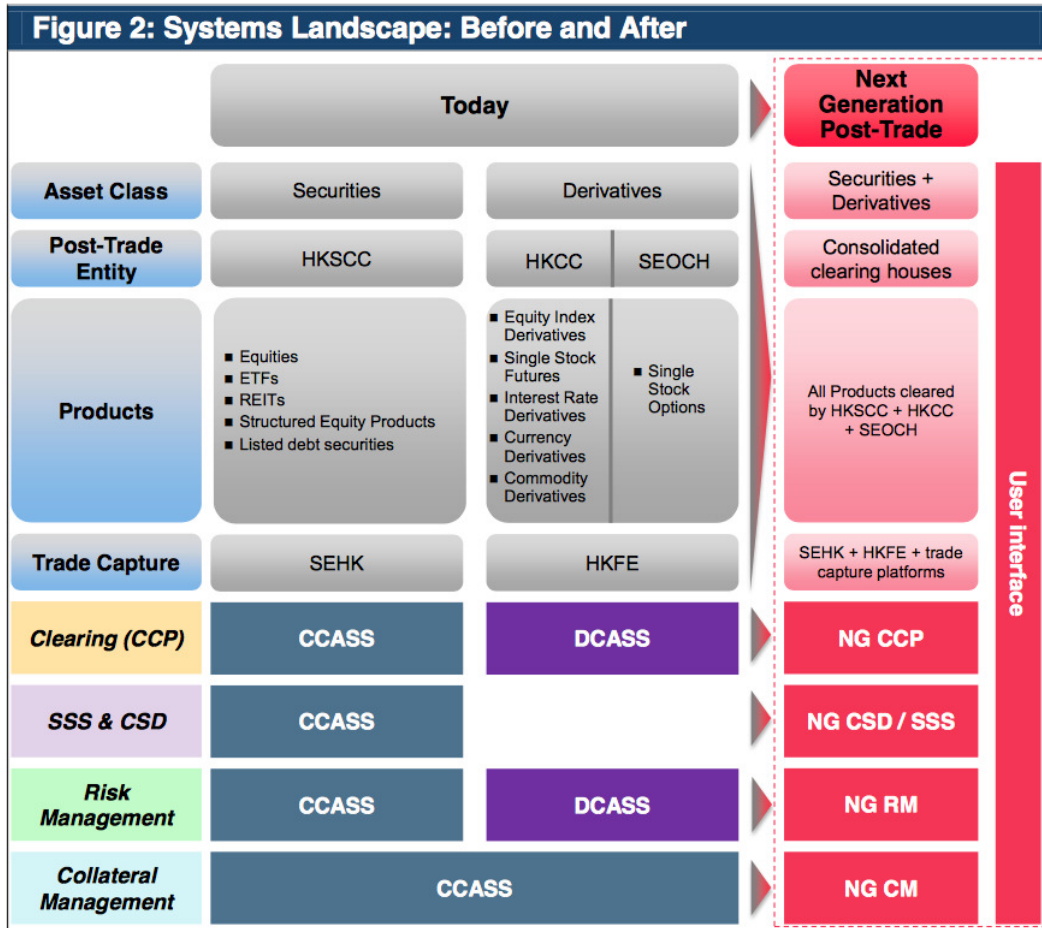 Figure 2: Systems Landscape: Before and After
Today
Next
Generation
Post-Trade
Asset Class
Securities
Derivatives
Securities +
Derivatives
Post-Trade
Entity
HKSCC
HKCC
SEOCH
Consolidated
clearing houses
Products
■ Equities
■ ETFs
■ REITs
■ Structured Equity Products
■ Listed debt securities
■ Equity Index
Derivatives
■ Single Stock
Futures
■ Interest Rate
Derivatives
■ Currency
Derivatives
■ Commodity
Derivatives
■ Single
Stock
Options
All Products cleared
by HKSCC + HKCC
+ SEOCH
Trade Capture
SEHK
HKFE
SEHK + HKFE + trade
capture platforms
Clearing (CCP)
CCASS
DCASS
NG CCP
SSS & CSD
CCASS
NG CSD / SSS
Risk
Management
CCASS
DCASS
NG RM
Collateral
Management
CCASS
NG CM
User interface